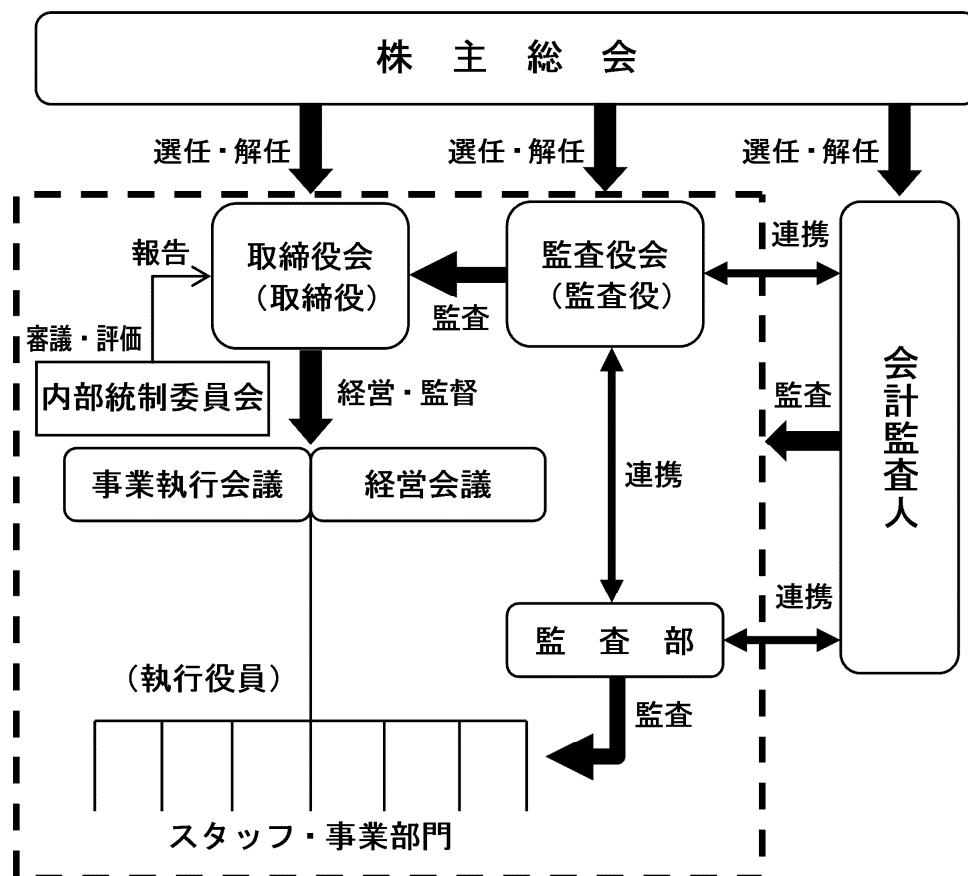 株主総会
選任・解任
選任・解任
選任・解任
取締役会
（取締役）
監査役会
（監査役）
報告
監査
連携
審議・評価
内部統制委員会
経営・監督
会計監査人
監査
事業執行会議
経営会議
連携
監査部
連携
（執行役員）
監査
スタッフ・事業部門